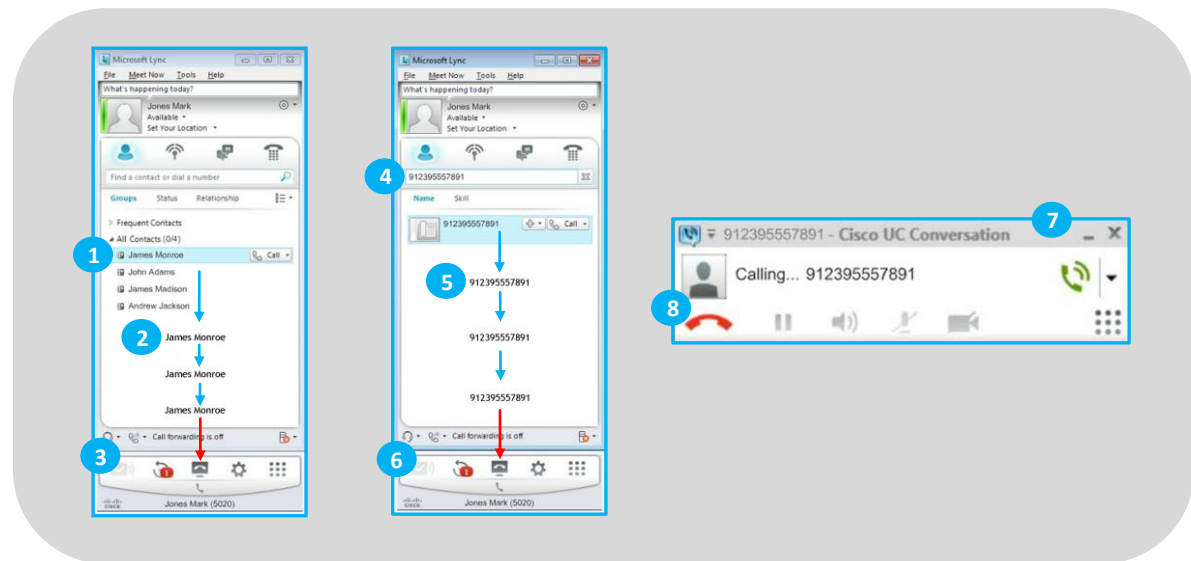 Microsoft Lync
File Meet Now Tools Help
What's happening today?
Jones Mark
Available
Set Your Location
Find a contact or dial a number
Groups Status Relationship
Frequent Contacts
All Contacts (0/4)
1
James Monroe Call
John Adams
James Madison
Andrew Jackson
2
James Monroe
James Monroe
James Monroe
Call forwarding is off
3
1
cisco Jones Mark (5020)
Microsoft Lync
File Meet Now Tools Help
What's happening today?
Jones Mark
Available
Set Your Location
4
912395557891
Name Skill
912395557891 Call
5
912395557891
912395557891
912395557891
Call forwarding is off
6
1
cisco Jones Mark (5020)
7
912395557891 - Cisco UC Conversation
Calling... 912395557891
8